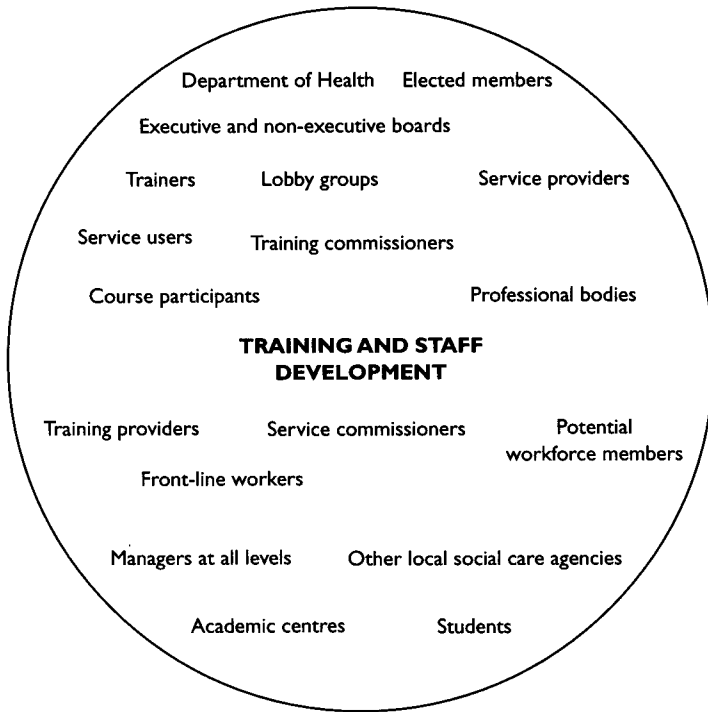 Department of Health Elected members
Executive and non-executive boards
Trainers Lobby groups Service providers
Service users Training commissioners
Course participants Professional bodies
TRAINING AND STAFF
DEVELOPMENT
Training providers Service commissioners Potential
workforce members
Front-line workers
Managers at all levels Other local social care agencies
Academic centres Students